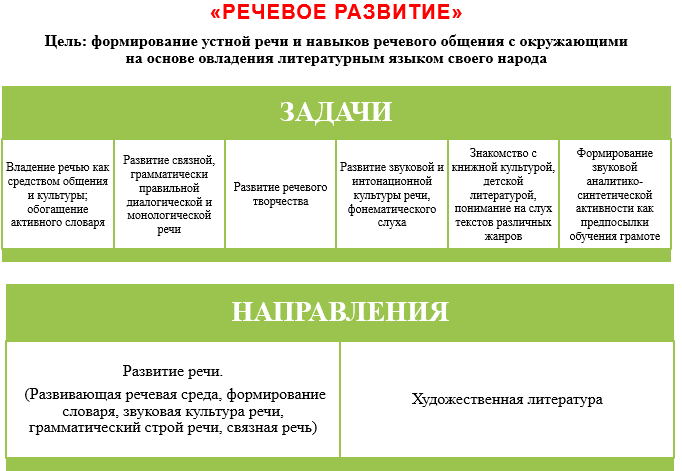 «РЕЧЕВОЕ РАЗВИТИЕ»
Цель: формирование устной речи и навыков речевого общения с окружающими
на основе овладения литературным языком своего народа
ЗАДАЧИ
Владение речью как
средством общения
и культуры;
обогащение
активного словаря
Развитие связной,
грамматически
правильной
диалогической и
монологической
речи
Развитие речевого
творчества
Развитие звуковой и
интонационной
культуры речи,
фонематического
слуха
Знакомство с
книжной культурой,
детской
литературой,
понимание на слух
текстов различных
жанров
Формирование
звуковой
аналитико-
синтетической
активности как
предпосылки
обучения грамоте
НАПРАВЛЕНИЯ
Развитие речи.
(Развивающая речевая среда, формирование
словаря, звуковая культура речи,
грамматический строй речи, связная речь)
Художественная литература